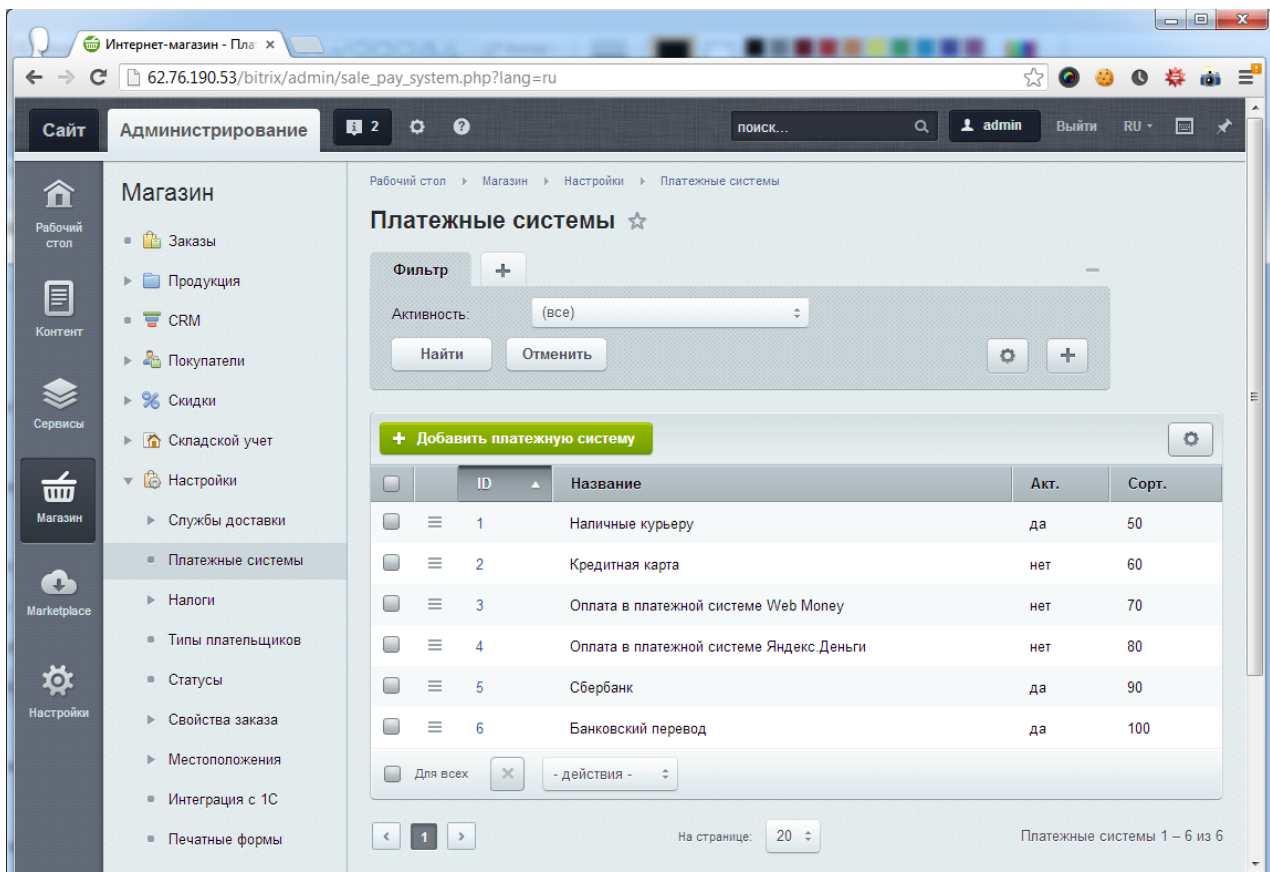 Интернет-магазин - Пла
62.76.190.53/bitrix/admin/sale_pay_system.php?lang=ru
Сайт
Администрирование
2
поиск...
admin
Выйти
RU
Рабочий стол
Контент
Сервисы
Магазин
Marketplace
Настройки
Магазин
Заказы
Продукция
CRM
Покупатели
Скидки
Складской учет
Настройки
Службы доставки
Платежные системы
Налоги
Типы плательщиков
Статусы
Свойства заказа
Местоположения
Интеграция с 1С
Печатные формы
Рабочий стол Магазин Настройки Платежные системы
Платежные системы
Фильтр
Активность: (все)
Найти Отменить
Добавить платежную систему
ID Название Акт. Сорт.
1 Наличные курьеру да 50
2 Кредитная карта нет 60
3 Оплата в платежной системе Web Money нет 70
4 Оплата в платежной системе Яндекс.Деньги нет 80
5 Сбербанк да 90
6 Банковский перевод да 100
Для всех - действия -
1 На странице: 20 Платежные системы 1 – 6 из 6